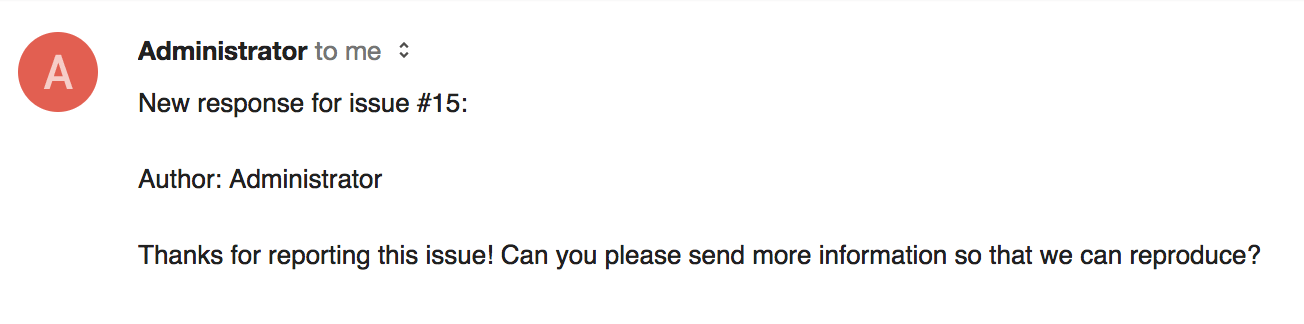 A
Administrator to me
New response for issue #15:
Author: Administrator
Thanks for reporting this issue! Can you please send more information so that we can reproduce?